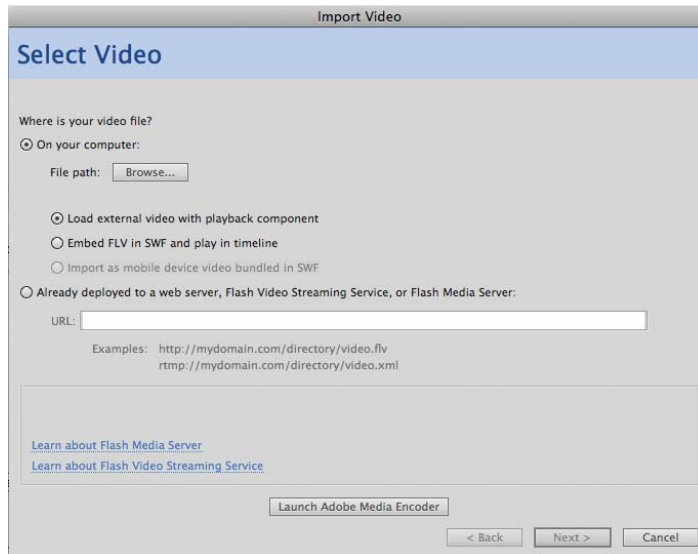 Import Video
Select Video
Where is your video file?
On your computer:
File path: Browse...
Load external video with playback component
Embed FLV in SWF and play in timeline
Import as mobile device video bundled in SWF
Already deployed to a web server, Flash Video Streaming Service, or Flash Media Server:
URL:
Examples: http://mydomain.com/directory/video.flv
rtmp://mydomain.com/directory/video.xml
Learn about Flash Media Server
Learn about Flash Video Streaming Service
Launch Adobe Media Encoder
< Back Next > Cancel